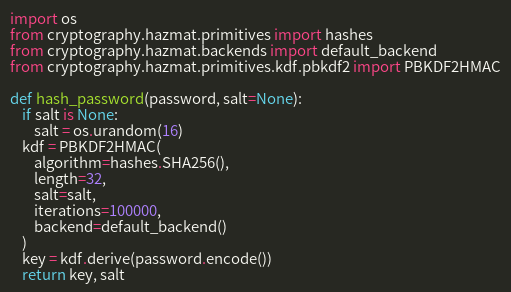 import os
from cryptography.hazmat.primitives import hashes
from cryptography.hazmat.backends import default_backend
from cryptography.hazmat.primitives.kdf.pbkdf2 import PBKDF2HMAC

def hash_password(password, salt=None):
    if salt is None:
        salt = os.urandom(16)
    kdf = PBKDF2HMAC(
        algorithm=hashes.SHA256(),
        length=32,
        salt=salt,
        iterations=100000,
        backend=default_backend()
    )
    key = kdf.derive(password.encode())
    return key, salt